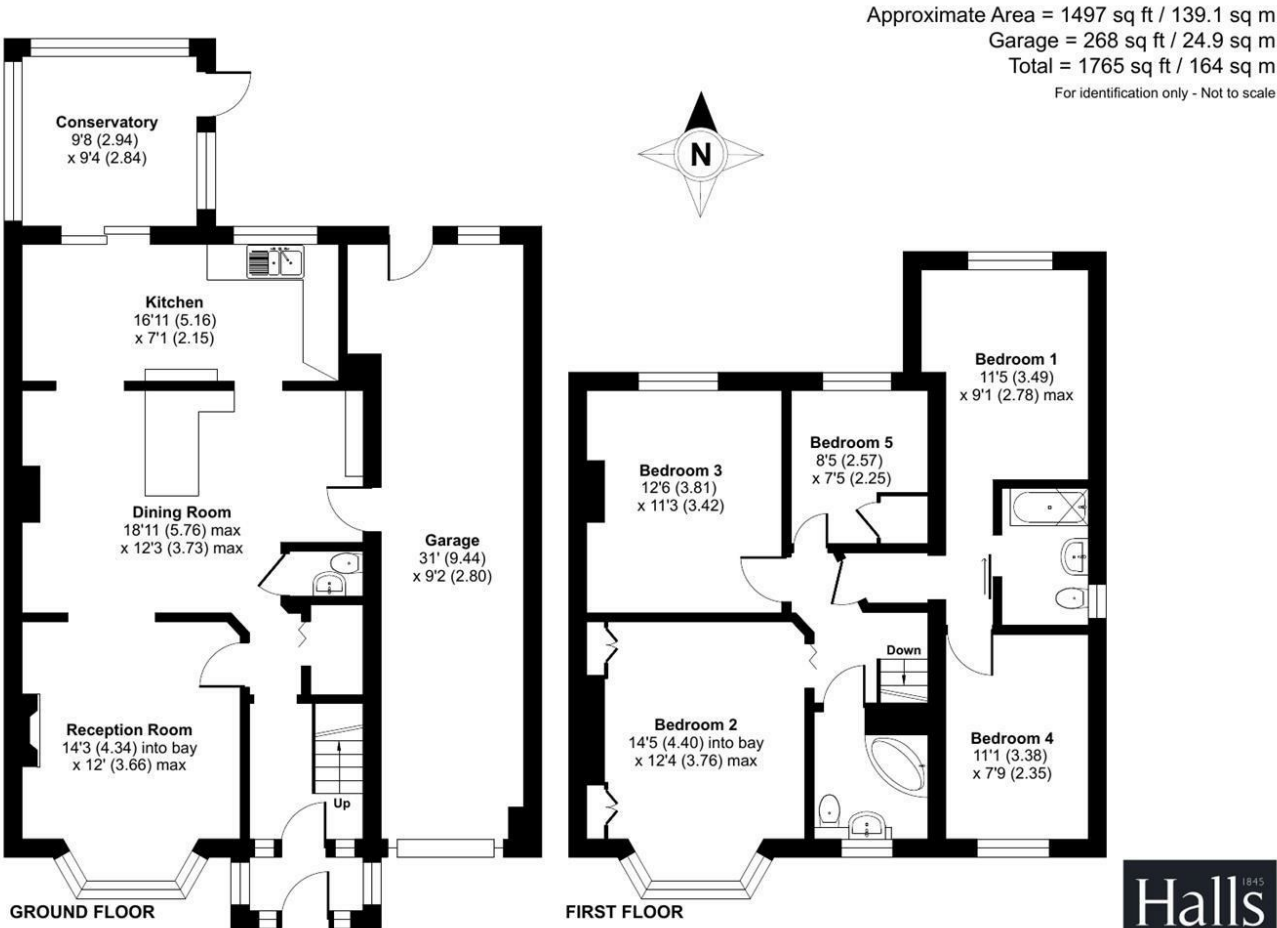 Approximate Area = 1497 sq ft / 139.1 sq m
Garage = 268 sq ft / 24.9 sq m
Total = 1765 sq ft / 164 sq m
For identification only - Not to scale
N
Conservatory
9'8 (2.94)
x 9'4 (2.84)
Kitchen
16'11 (5.16)
x 7'1 (2.15)
Dining Room
18'11 (5.76) max
x 12'3 (3.73) max
Garage
31' (9.44)
x 9'2 (2.80)
Reception Room
14'3 (4.34) into bay
x 12' (3.66) max
Up
GROUND FLOOR
Bedroom 1
11'5 (3.49)
x 9'1 (2.78) max
Bedroom 5
8'5 (2.57)
x 7'5 (2.25)
Bedroom 3
12'6 (3.81)
x 11'3 (3.42)
Down
Bedroom 2
14'5 (4.40) into bay
x 12'4 (3.76) max
Bedroom 4
11'1 (3.38)
x 7'9 (2.35)
FIRST FLOOR
1845
Halls